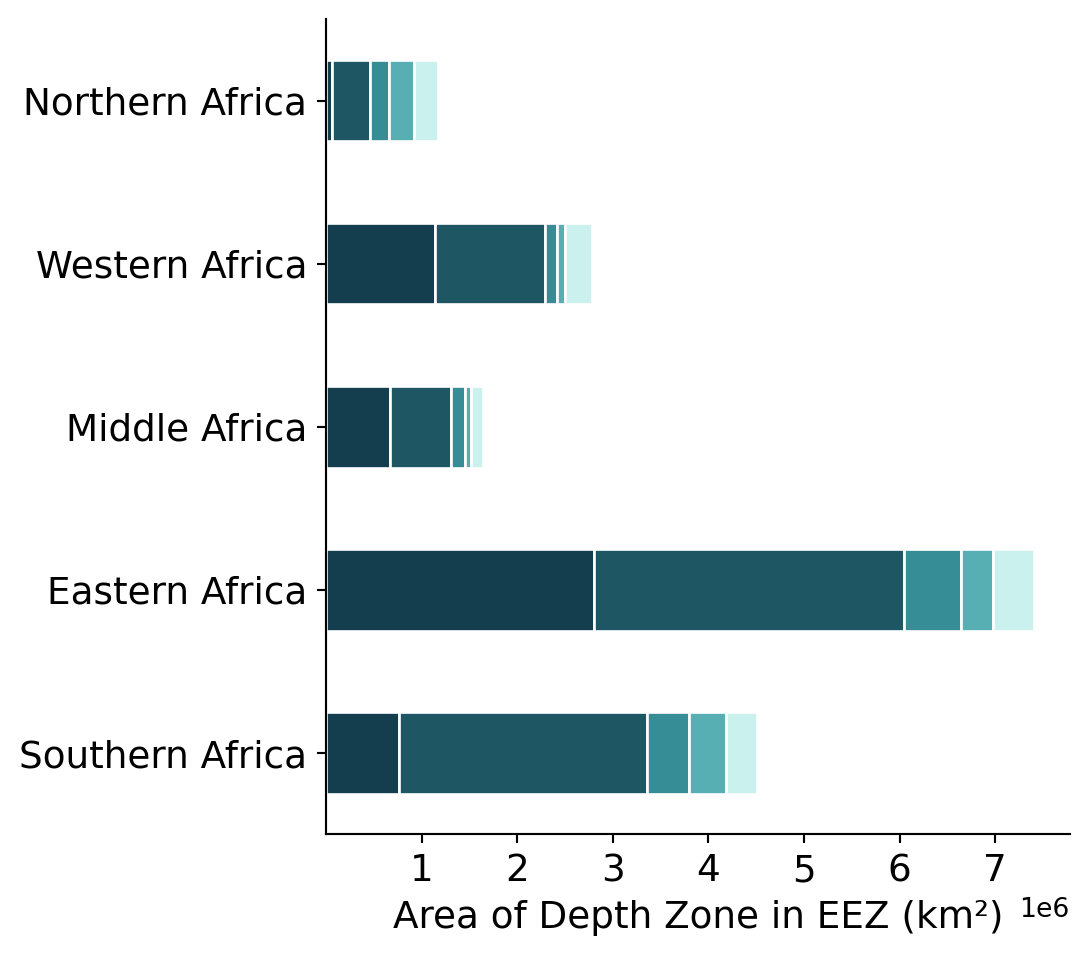 Northern Africa
Western Africa
Middle Africa
Eastern Africa
Southern Africa
1 2 3 4 5 6 7
Area of Depth Zone in EEZ (km²) 1e6